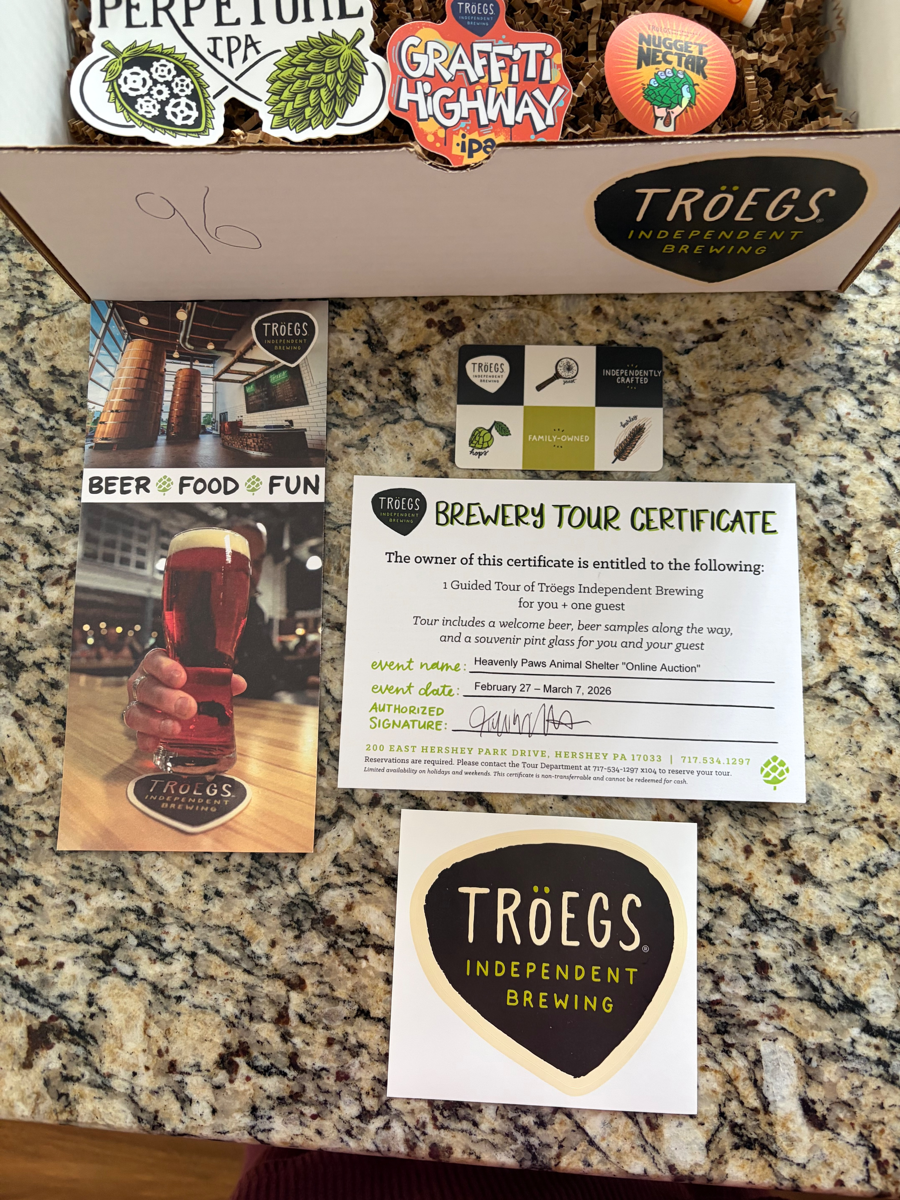 PERPETUAL
IPA
TRÖEGS
INDEPENDENT
BREWING
GRAFFITI
HIGHWAY
·ipa
NUGGET
NECTAR
96
TRÖEGS®
INDEPENDENT
BREWING
TRÖEGS
INDEPENDENT
BREWING
BEER FOOD FUN
TRÖEGS
INDEPENDENT
BREWING
TRÖEGS
INDEPENDENT
BREWING
yeast
INDEPENDENTLY
CRAFTED
hops
FAMILY-OWNED
barley
TRÖEGS
INDEPENDENT
BREWING
BREWERY TOUR CERTIFICATE
The owner of this certificate is entitled to the following:
1 Guided Tour of Tröegs Independent Brewing
for you + one guest
Tour includes a welcome beer, beer samples along the way,
and a souvenir pint glass for you and your guest
event name: Heavenly Paws Animal Shelter "Online Auction"
event date: February 27 – March 7, 2026
AUTHORIZED
SIGNATURE:
200 EAST HERSHEY PARK DRIVE, HERSHEY PA 17033 | 717.534.1297
Reservations are required. Please contact the Tour Department at 717-534-1297 x104 to reserve your tour.
Limited availability on holidays and weekends. This certificate is non-transferrable and cannot be redeemed for cash.
TRÖEGS®
INDEPENDENT
BREWING